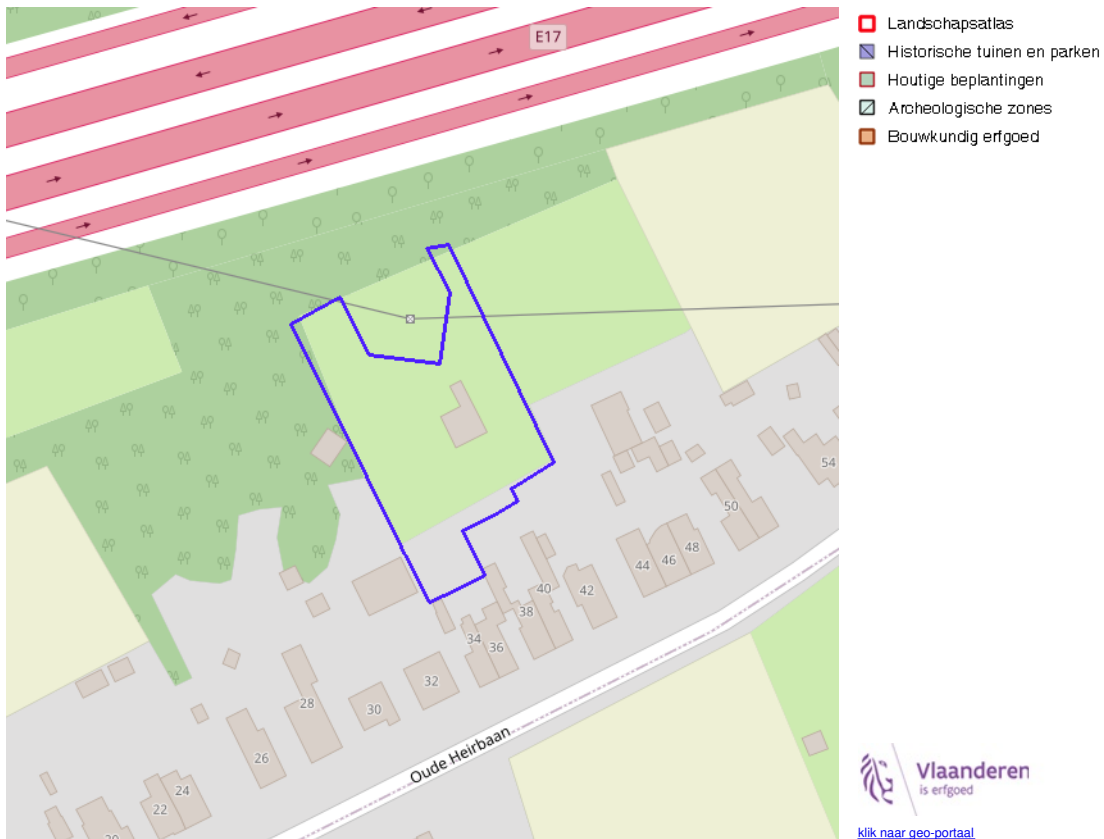 E17
Landschapsatlas
Historische tuinen en parken
Houtige beplantingen
Archeologische zones
Bouwkundig erfgoed
54
50
48
46
44
42
40
38
36
34
32
30
28
26
24
22
Oude Heirbaan
Vlaanderen
is erfgoed
klik naar geo-portaal